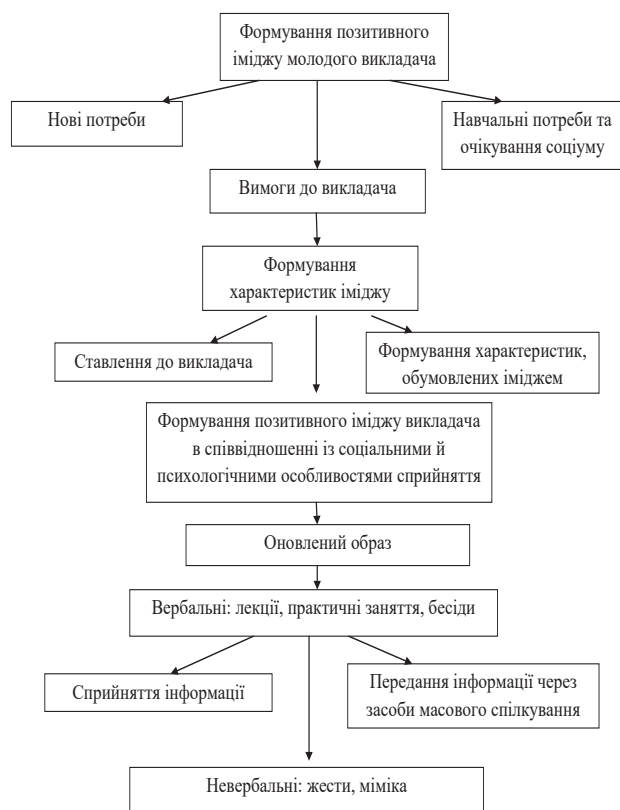 Формування позитивного
іміджу молодого викладача
Нові потреби
Навчальні потреби та
очікування соціуму
Вимоги до викладача
Формування
характеристик іміджу
Ставлення до викладача
Формування характеристик,
обумовлених іміджем
Формування позитивного іміджу викладача
в співвідношенні із соціальними й
психологічними особливостями сприйняття
Оновлений образ
Вербальні: лекції, практичні заняття, бесіди
Сприйняття інформації
Передання інформації через
засоби масового спілкування
Невербальні: жести, міміка